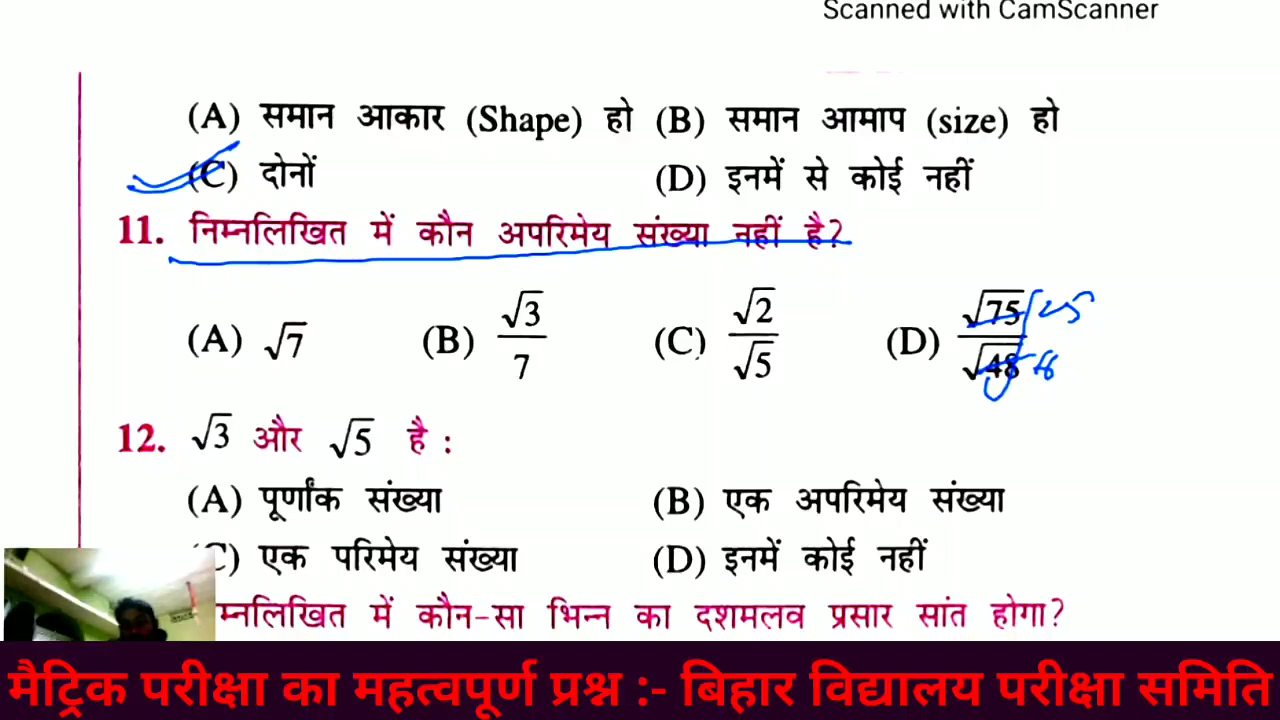 Scanned with CamScanner
(A) समान आकार (Shape) हो (B) समान आमाप (size) हो
(C) दोनों (D) इनमें से कोई नहीं
11. निम्नलिखित में कौन अपरिमेय संख्या नहीं है?
(A) √7 (B) √3/7 (C) √2/√5 (D) √75/√48
12. √3 और √5 है :
(A) पूर्णांक संख्या (B) एक अपरिमेय संख्या
C) एक परिमेय संख्या (D) इनमें कोई नहीं
म्नलिखित में कौन-सा भिन्न का दशमलव प्रसार सांत होगा?
मैट्रिक परीक्षा का महत्वपूर्ण प्रश्न :- बिहार विद्यालय परीक्षा समिति